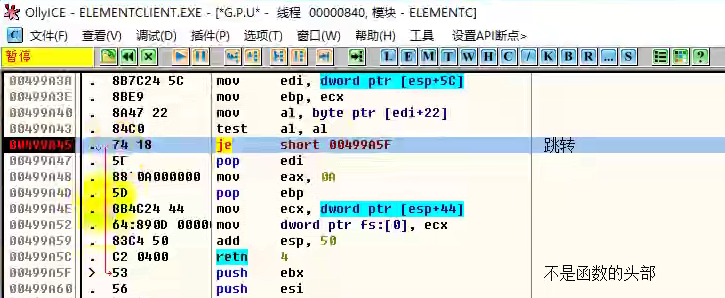 OllyICE - ELEMENTCLIENT.EXE - [*G.P.U* - 线程 00000840, 模块 - ELEMENTC]
C 文件(F) 查看(V) 调试(D) 插件(P) 选项(T) 窗口(W) 帮助(H) 工具 设置API断点>
暂停 L E M T W H C / K B R ... S ?
00499A3A . 8B7C24 5C mov edi, dword ptr [esp+5C]
00499A3E . 8BE9 mov ebp, ecx
00499A40 . 8A47 22 mov al, byte ptr [edi+22]
00499A43 . 84C0 test al, al
00499A45 . 74 18 je short 00499A5F 跳转
00499A47 . 5F pop edi
00499A48 . B8 0A000000 mov eax, 0A
00499A4D . 5D pop ebp
00499A4E . 8B4C24 44 mov ecx, dword ptr [esp+44]
00499A52 . 64:890D 00000 mov dword ptr fs:[0], ecx
00499A59 . 83C4 50 add esp, 50
00499A5C . C2 0400 retn 4
00499A5F > 53 push ebx 不是函数的头部
00499A60 . 56 push esi